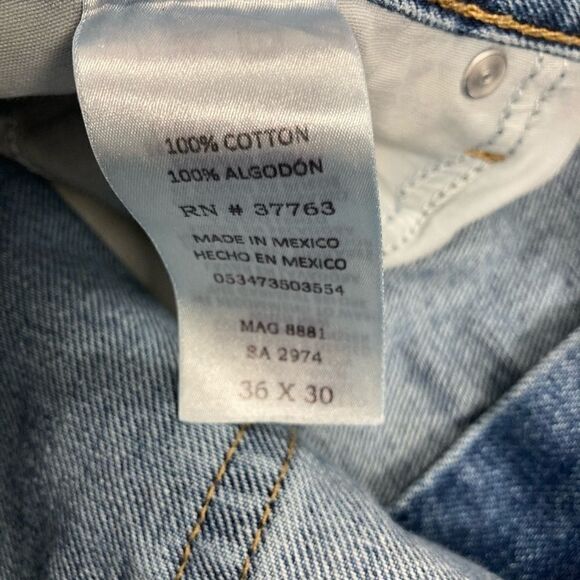 100% COTTON
100% ALGODÓN
RN # 37763
MADE IN MEXICO
HECHO EN MEXICO
053473503554
MAG 8881
SA 2974
36 X 30